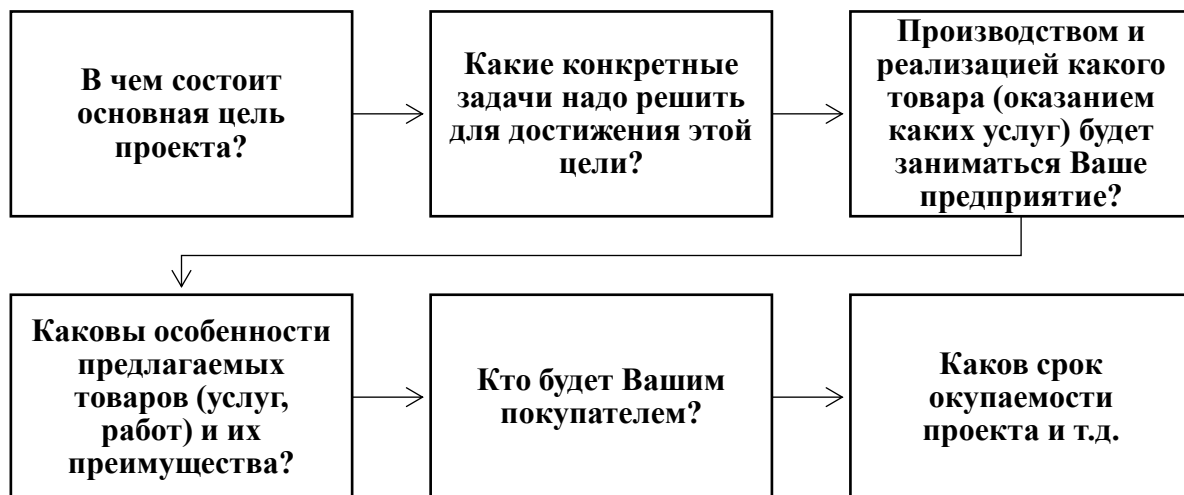 В чем состоит
основная цель
проекта?
Какие конкретные
задачи надо решить
для достижения этой
цели?
Производством и
реализацией какого
товара (оказанием
каких услуг) будет
заниматься Ваше
предприятие?
Каковы особенности
предлагаемых
товаров (услуг,
работ) и их
преимущества?
Кто будет Вашим
покупателем?
Каков срок
окупаемости
проекта и т.д.